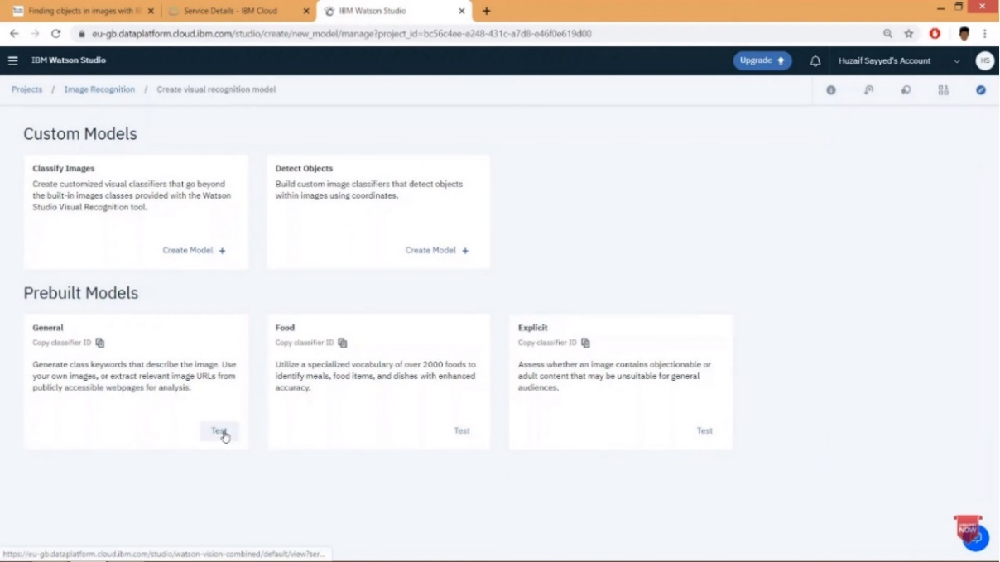 Finding objects in images with
Service Details - IBM Cloud
IBM Watson Studio
eu-gb.dataplatform.cloud.ibm.com/studio/create/new_model/manage?project_id=bc56c4ee-e248-431c-a7d8-e46f0e619d00
IBM Watson Studio
Upgrade
Huzaif Sayyed's Account
HS
Projects / Image Recognition / Create visual recognition model
Custom Models
Classify Images
Create customized visual classifiers that go beyond
the built-in images classes provided with the Watson
Studio Visual Recognition tool.
Create Model +
Detect Objects
Build custom image classifiers that detect objects
within images using coordinates.
Create Model +
Prebuilt Models
General
Copy classifier ID
Generate class keywords that describe the image. Use
your own images, or extract relevant image URLs from
publicly accessible webpages for analysis.
Test
Food
Copy classifier ID
Utilize a specialized vocabulary of over 2000 foods to
identify meals, food items, and dishes with enhanced
accuracy.
Test
Explicit
Copy classifier ID
Assess whether an image contains objectionable or
adult content that may be unsuitable for general
audiences.
Test
NOW
https://eu-gb.dataplatform.cloud.ibm.com/studio/watson-vision-combined/default/view?ser...